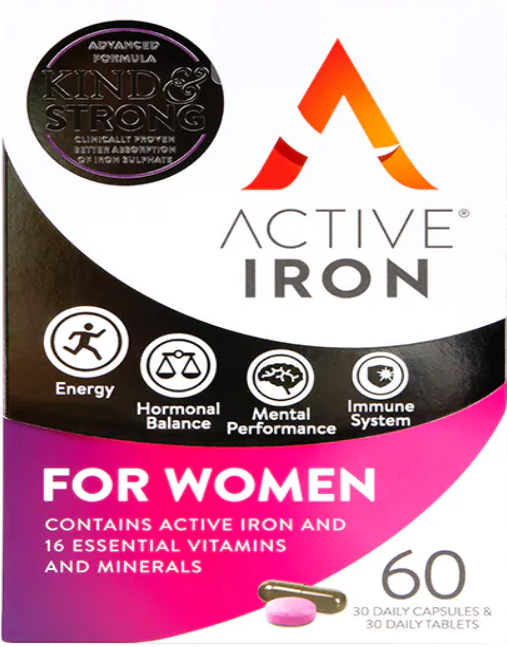 ADVANCED
FORMULA
KIND &
STRONG
CLINICALLY PROVEN
BETTER ABSORPTION
OF IRON SULPHATE
ACTIVE®
IRON
Energy
Hormonal
Balance
Mental
Performance
Immune
System
FOR WOMEN
CONTAINS ACTIVE IRON AND
16 ESSENTIAL VITAMINS
AND MINERALS
60
30 DAILY CAPSULES &
30 DAILY TABLETS